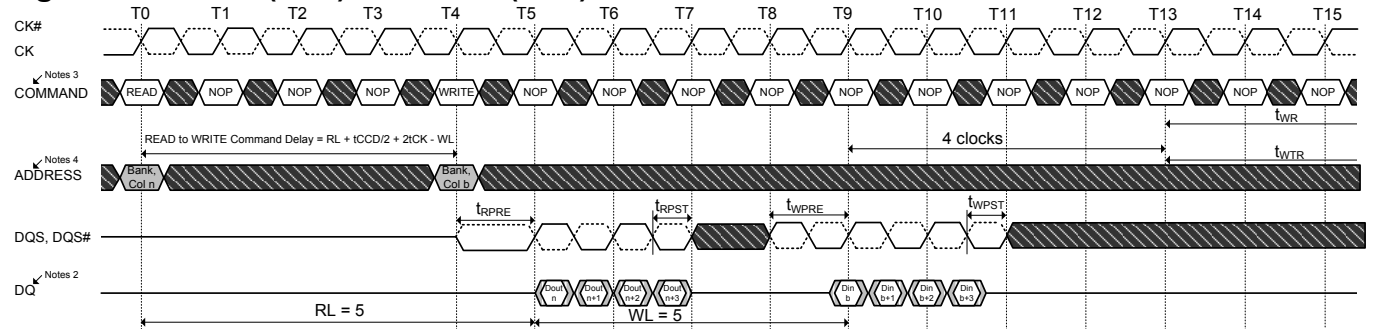 T0 T1 T2 T3 T4 T5 T6 T7 T8 T9 T10 T11 T12 T13 T14 T15
CK#
CK
Notes 3
COMMAND READ NOP NOP NOP WRITE NOP NOP NOP NOP NOP NOP NOP NOP NOP NOP NOP
tWR
READ to WRITE Command Delay = RL + tCCD/2 + 2tCK - WL
4 clocks
tWTR
Notes 4
ADDRESS
Bank,
Col n
Bank,
Col b
tRPRE tRPST tWPRE tWPST
DQS, DQS#
Notes 2
DQ
Dout
n
Dout
n+1
Dout
n+2
Dout
n+3
Din
b
Din
b+1
Din
b+2
Din
b+3
RL = 5 WL = 5